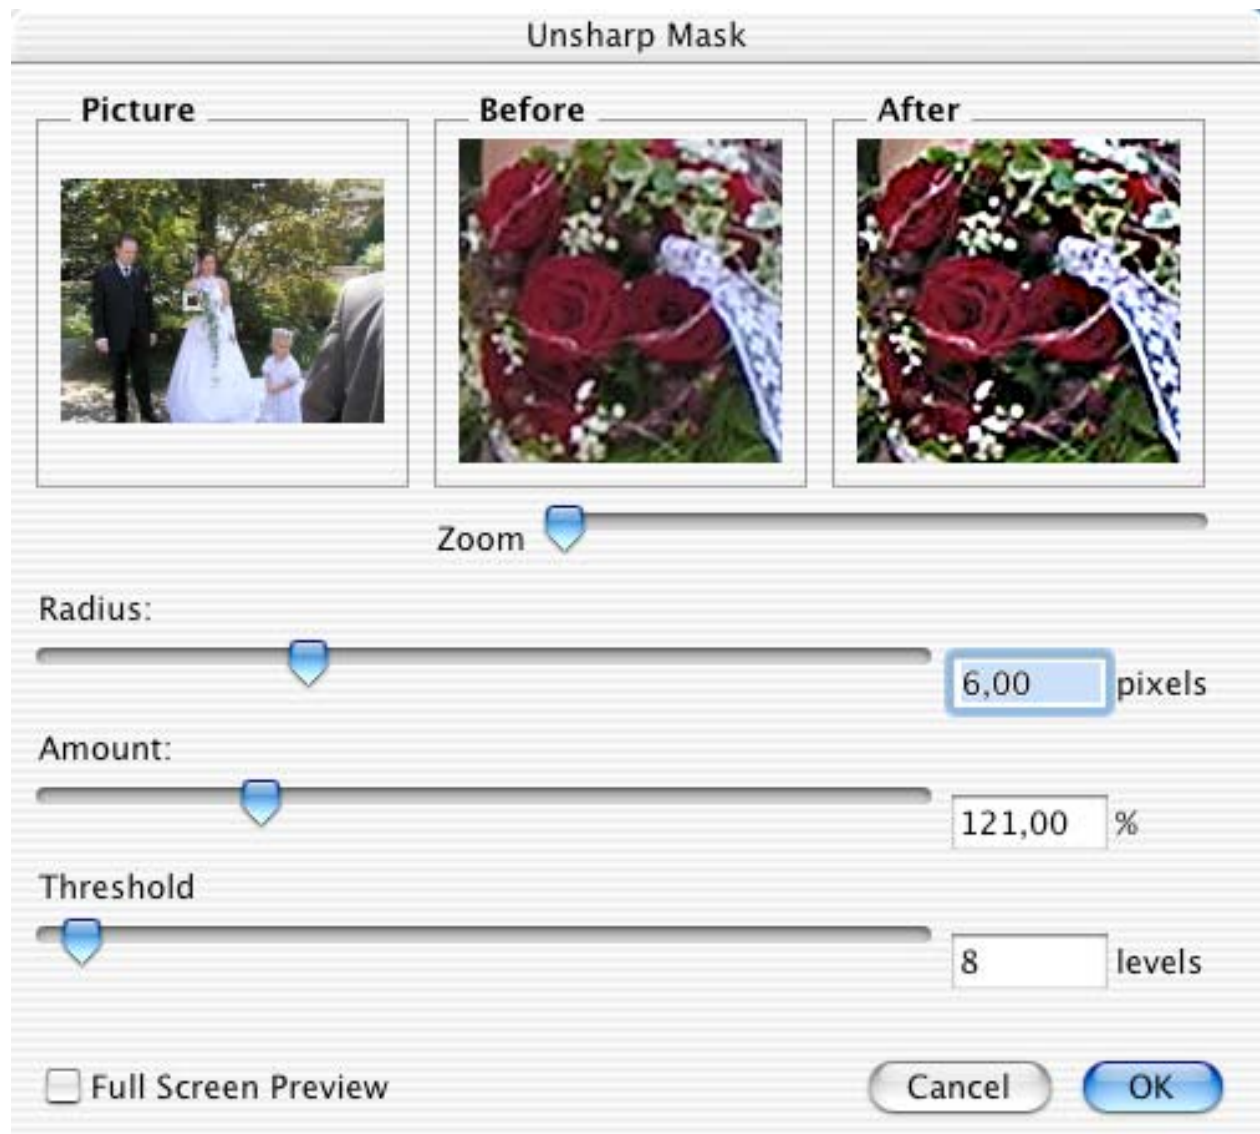 Unsharp Mask
Picture
Before
After
Zoom
Radius:
6,00 pixels
Amount:
121,00 %
Threshold
8 levels
Full Screen Preview
Cancel
OK